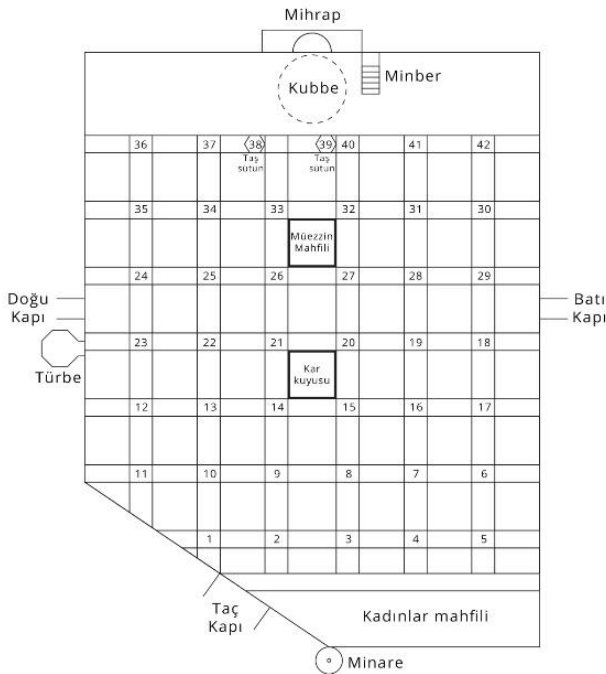 Mihrap
Minber
Kubbe
36 37 38 39 40 41 42
Taş
sütun
Taş
sütun
35 34 33 32 31 30
Müezzin
Mahfili
24 25 26 27 28 29
Doğu
Kapı
Batı
Kapı
23 22 21 20 19 18
Türbe
Kar
kuyusu
12 13 14 15 16 17
11 10 9 8 7 6
1 2 3 4 5
Taç
Kapı
Kadınlar mahfili
Minare